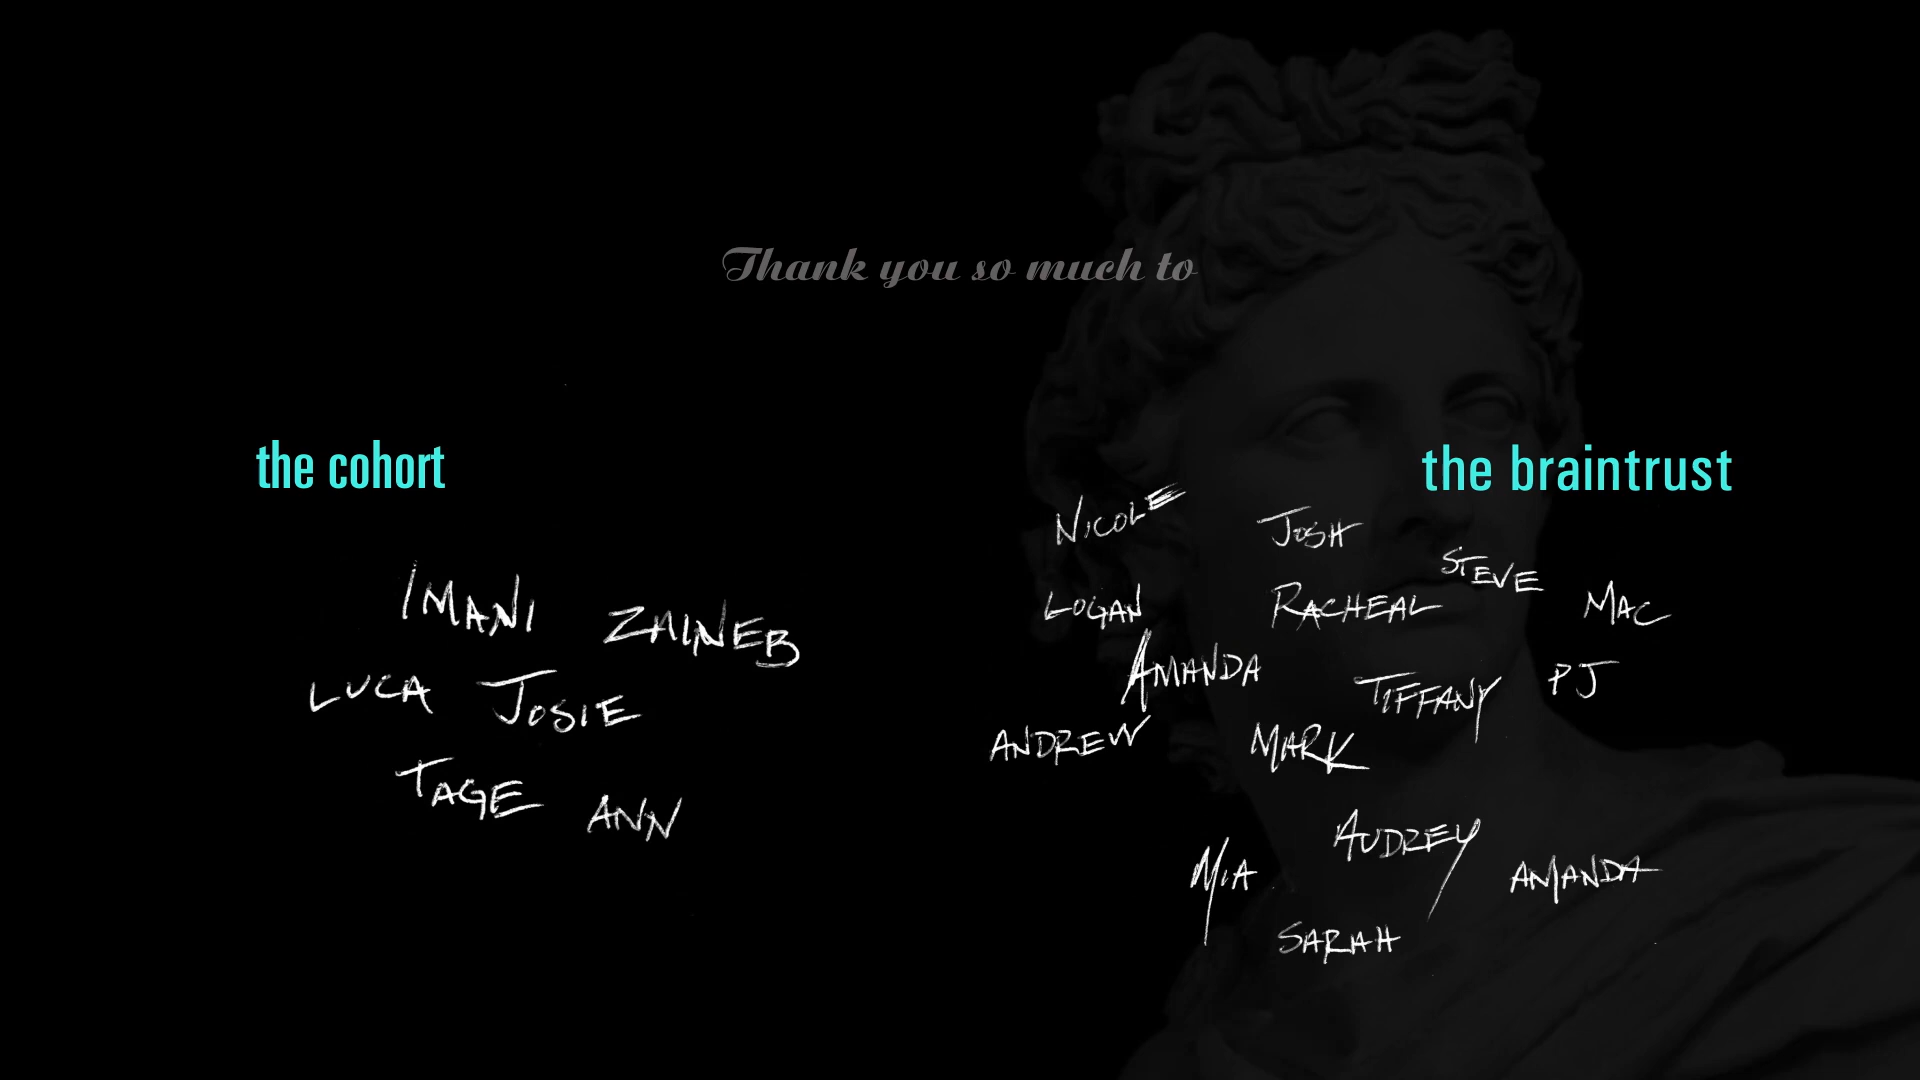 Thank you so much to
the cohort
IMANI ZAINEB
LUCA JOSIE
TAGE ANN
the braintrust
NICOLE JOSH
STEVE
LOGAN RACHEAL MAC
AMANDA TIFFANY PJ
ANDREW MARK
MIA AUDREY AMANDA
SARAH